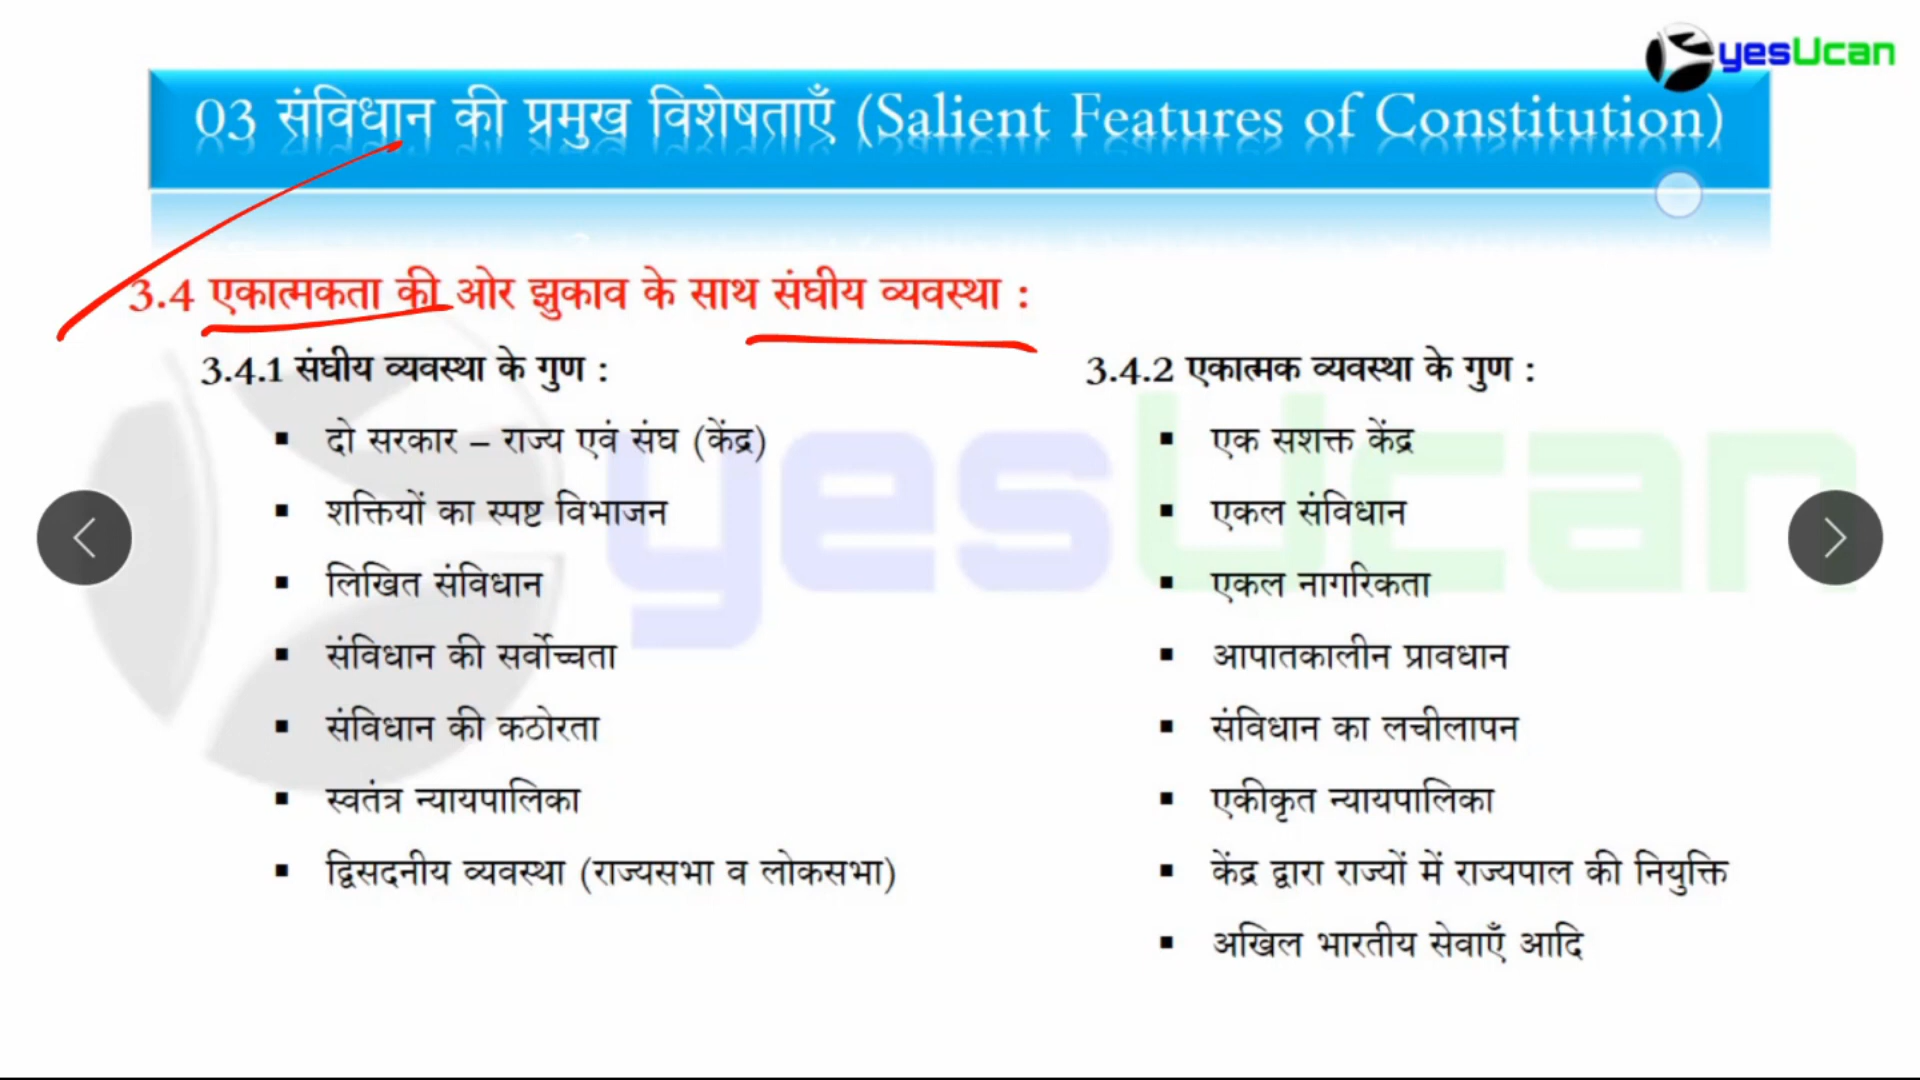 yesUcan
03 संविधान की प्रमुख विशेषताएँ (Salient Features of Constitution)
3.4 एकात्मकता की ओर झुकाव के साथ संघीय व्यवस्था :
3.4.1 संघीय व्यवस्था के गुण :
▪ दो सरकार – राज्य एवं संघ (केंद्र)
▪ शक्तियों का स्पष्ट विभाजन
▪ लिखित संविधान
▪ संविधान की सर्वोच्चता
▪ संविधान की कठोरता
▪ स्वतंत्र न्यायपालिका
▪ द्विसदनीय व्यवस्था (राज्यसभा व लोकसभा)
3.4.2 एकात्मक व्यवस्था के गुण :
▪ एक सशक्त केंद्र
▪ एकल संविधान
▪ एकल नागरिकता
▪ आपातकालीन प्रावधान
▪ संविधान का लचीलापन
▪ एकीकृत न्यायपालिका
▪ केंद्र द्वारा राज्यों में राज्यपाल की नियुक्ति
▪ अखिल भारतीय सेवाएँ आदि
yesUcan